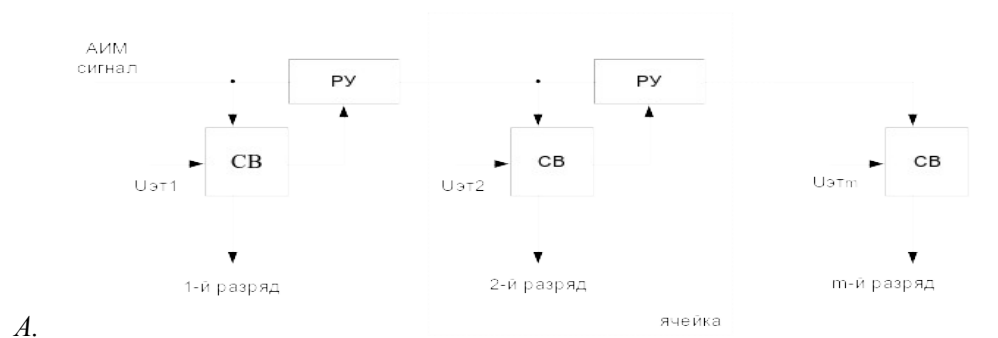 АИМ
сигнал
РУ
РУ
СВ
СВ
СВ
Uэт1
Uэт2
Uэтm
1-й разряд
2-й разряд
m-й разряд
ячейка
А.